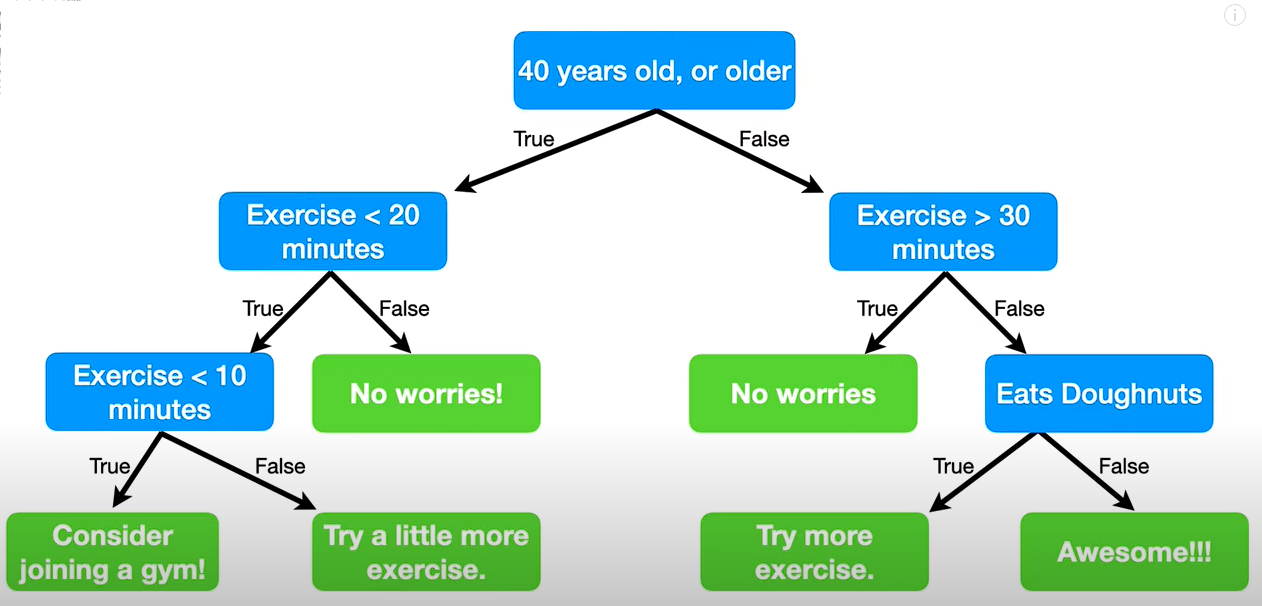 40 years old, or older
True
False
Exercise < 20
minutes
Exercise > 30
minutes
True
False
True
False
Exercise < 10
minutes
No worries!
No worries
Eats Doughnuts
True
False
True
False
Consider
joining a gym!
Try a little more
exercise.
Try more
exercise.
Awesome!!!